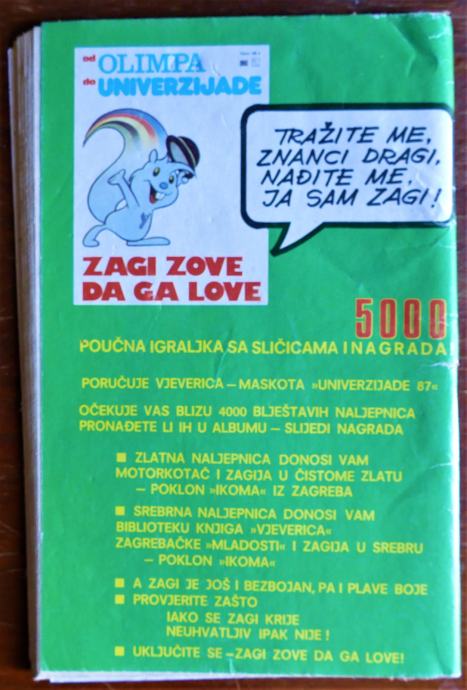 od OLIMPA
do UNIVERZIJADE
ZAGI ZOVE
DA GA LOVE
TRAŽITE ME,
ZNANCI DRAGI,
NAĐITE ME,
JA SAM ZAGI!
5000
POUČNA IGRALJKA SA SLIČICAMA I NAGRADA
PORUČUJE VJEVERICA – MASKOTA »UNIVERZIJADE 87«
OČEKUJE VAS BLIZU 4000 BLJEŠTAVIH NALJEPNICA
PRONAĐETE LI IH U ALBUMU – SLIJEDI NAGRADA
■ ZLATNA NALJEPNICA DONOSI VAM
MOTORKOTAČ I ZAGIJA U ČISTOME ZLATU
– POKLON »IKOMA« IZ ZAGREBA
■ SREBRNA NALJEPNICA DONOSI VAM
BIBLIOTEKU KNJIGA »VJEVERICA«
ZAGREBAČKE »MLADOSTI« I ZAGIJA U SREBRU
– POKLON »IKOMA«
■ A ZAGI JE JOŠ I BEZBOJAN, PA I PLAVE BOJE
■ PROVJERITE ZAŠTO
IAKO SE ZAGI KRIJE
NEUHVATLJIV IPAK NIJE!
■ UKLJUČITE SE – ZAGI ZOVE DA GA LOVE!